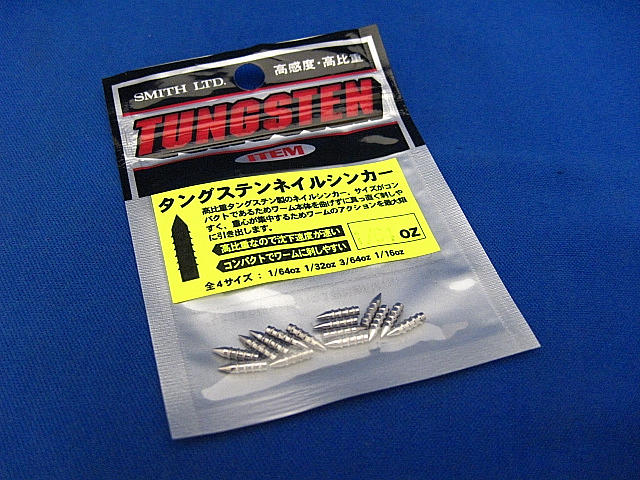 SMITH LTD.
高感度・高比重
TUNGSTEN
ITEM
タングステンネイルシンカー
高比重タングステン製のネイルシンカー。サイズがコン
パクトであるためワーム本体を曲げずに真っ直ぐ刺しや
すく、重心が集中するためワームのアクションを最大限
に引き出します。
高比重なので沈下速度が速い
コンパクトでワームに刺しやすい
OZ
全4サイズ： 1/64oz 1/32oz 3/64oz 1/16oz